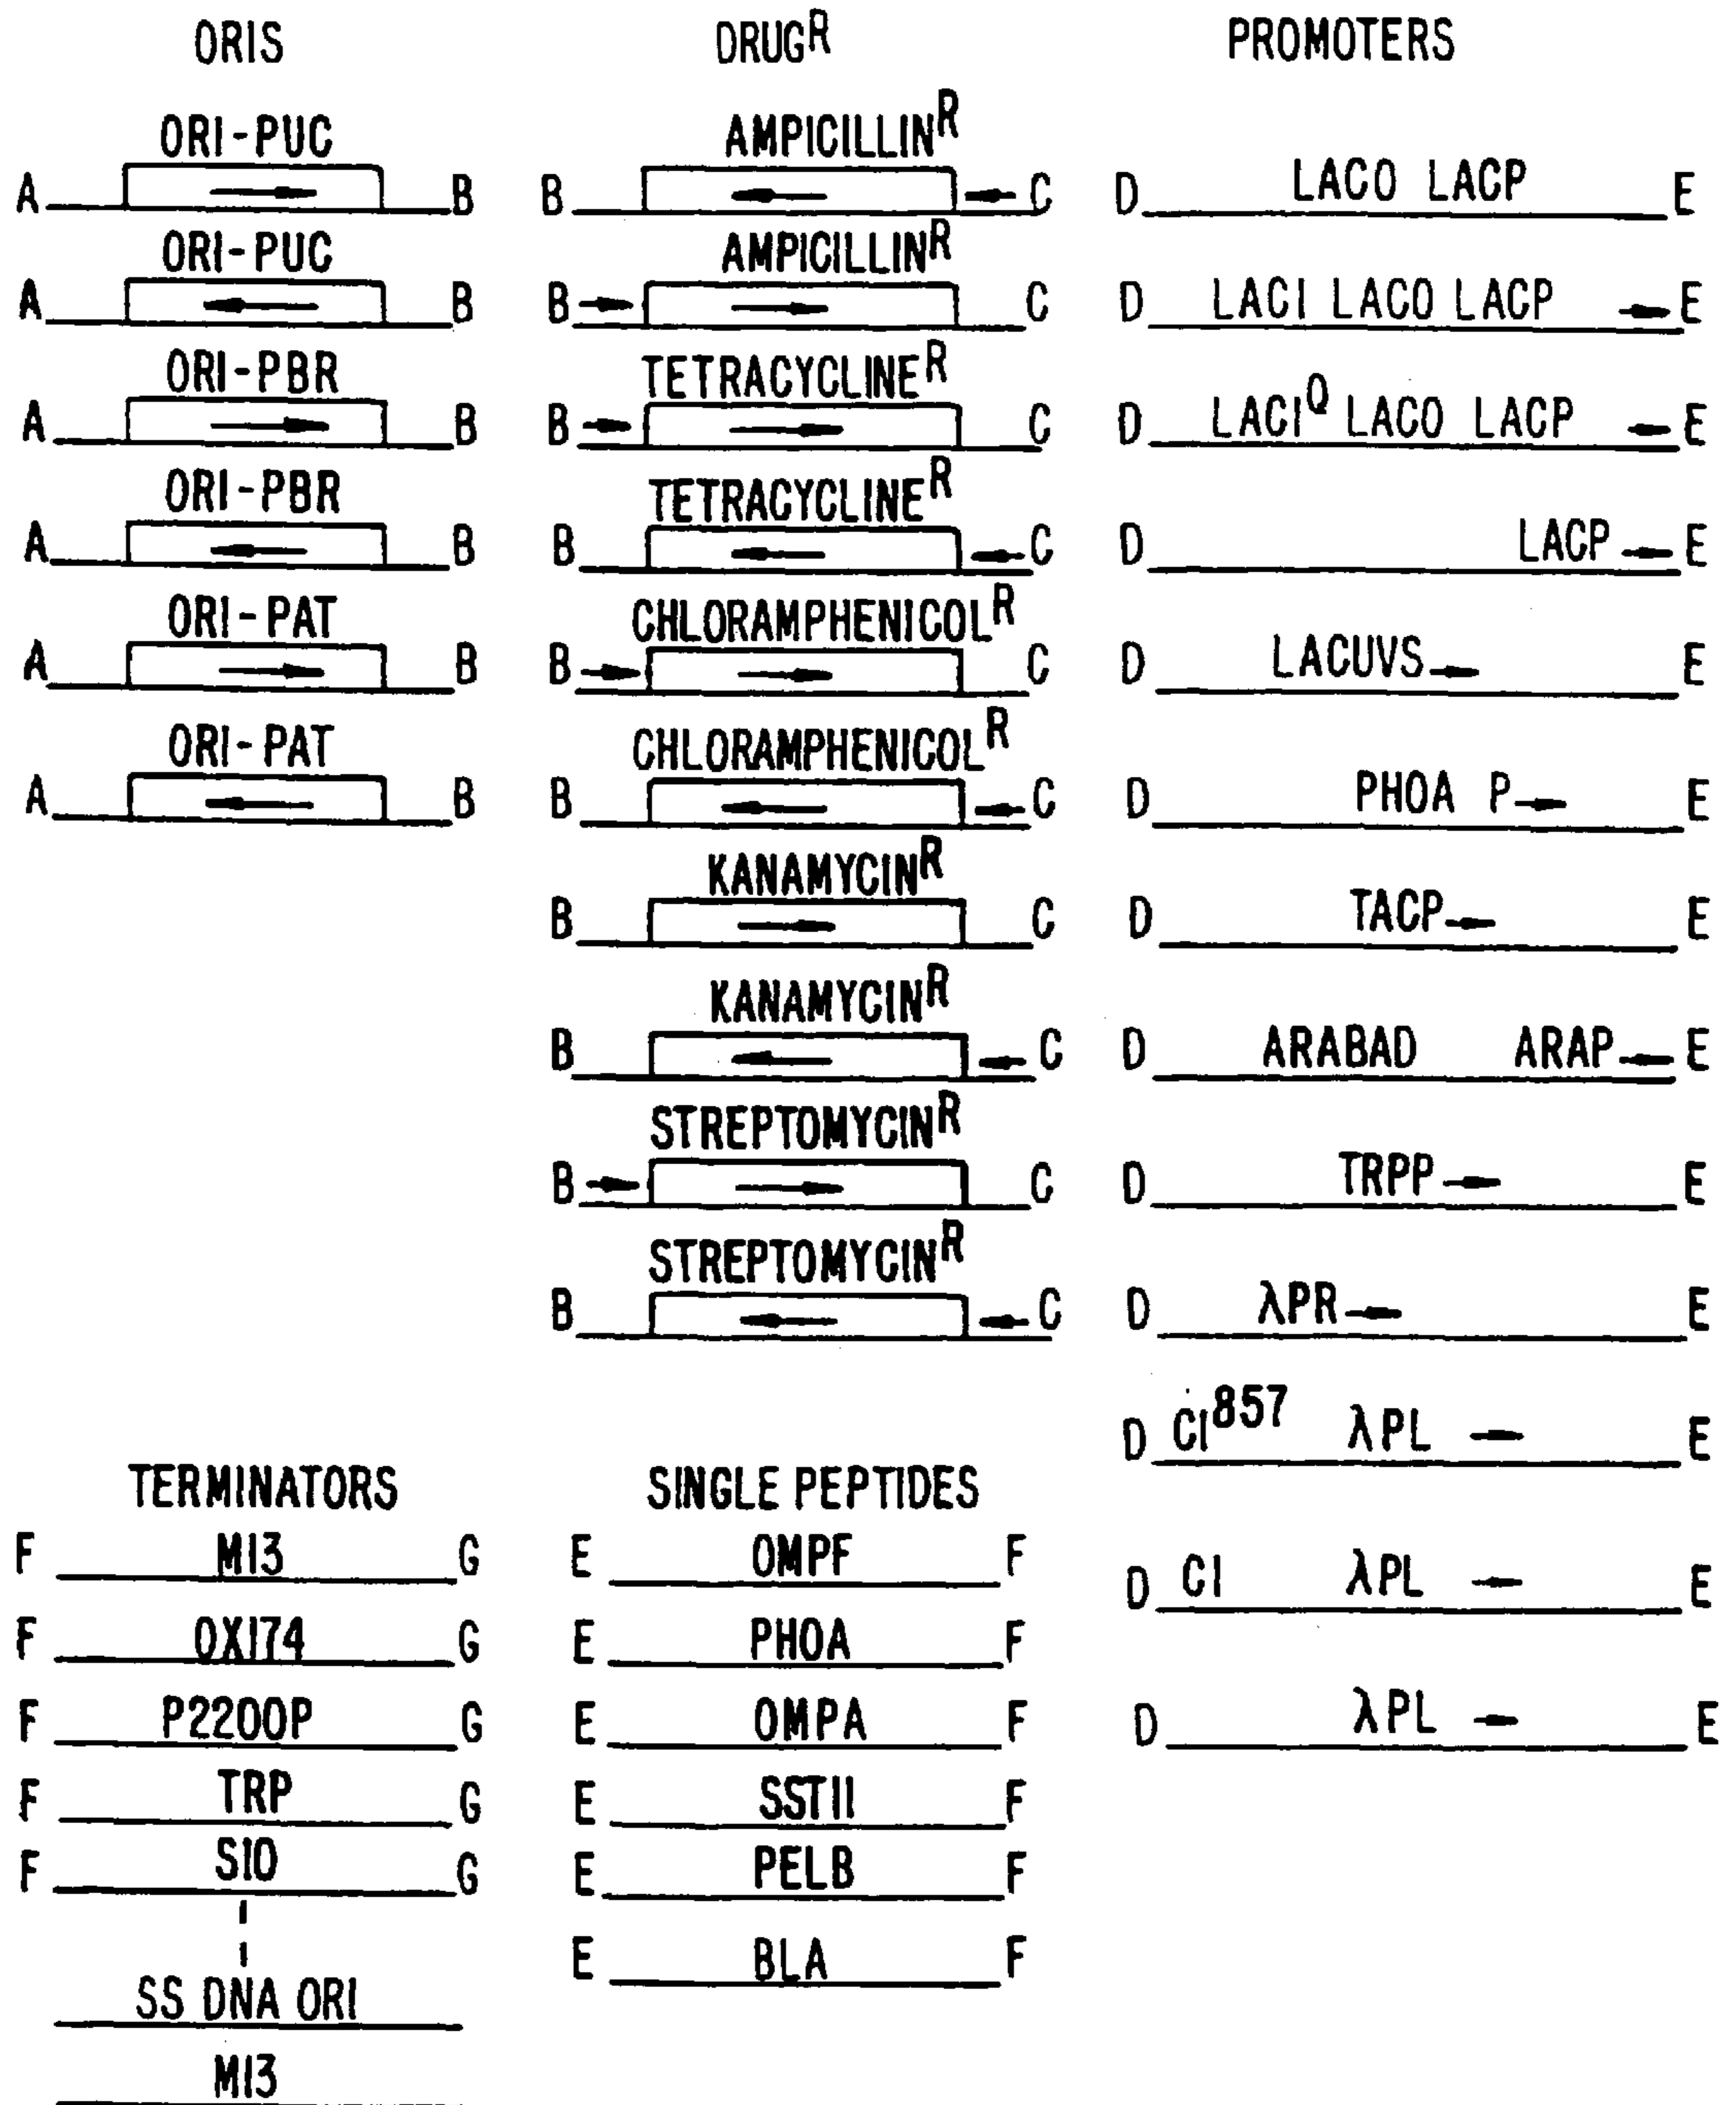 ORIS
A ORI-PUC B
A ORI-PUC B
A ORI-PBR B
A ORI-PBR B
A ORI-PAT B
A ORI-PAT B
DRUGR
B AMPICILLINR C
B AMPICILLINR C
B TETRACYCLINER C
B TETRACYCLINER C
B CHLORAMPHENICOLR C
B CHLORAMPHENICOLR C
B KANAMYCINR C
B KANAMYCINR C
B STREPTOMYCINR C
B STREPTOMYCINR C
PROMOTERS
D LACO LACP E
D LACI LACO LACP E
D LACIQ LACO LACP E
D LACP E
D LACUVS E
D PHOA P E
D TACP E
D ARABAD ARAP E
D TRPP E
D λPR E
D CI857 λPL E
D CI λPL E
D λPL E
TERMINATORS
F M13 G
F OX174 G
F P2200P G
F TRP G
F S10 G
SS DNA ORI
M13
SINGLE PEPTIDES
E OMPF F
E PHOA F
E OMPA F
E SSTII F
E PELB F
E BLA F